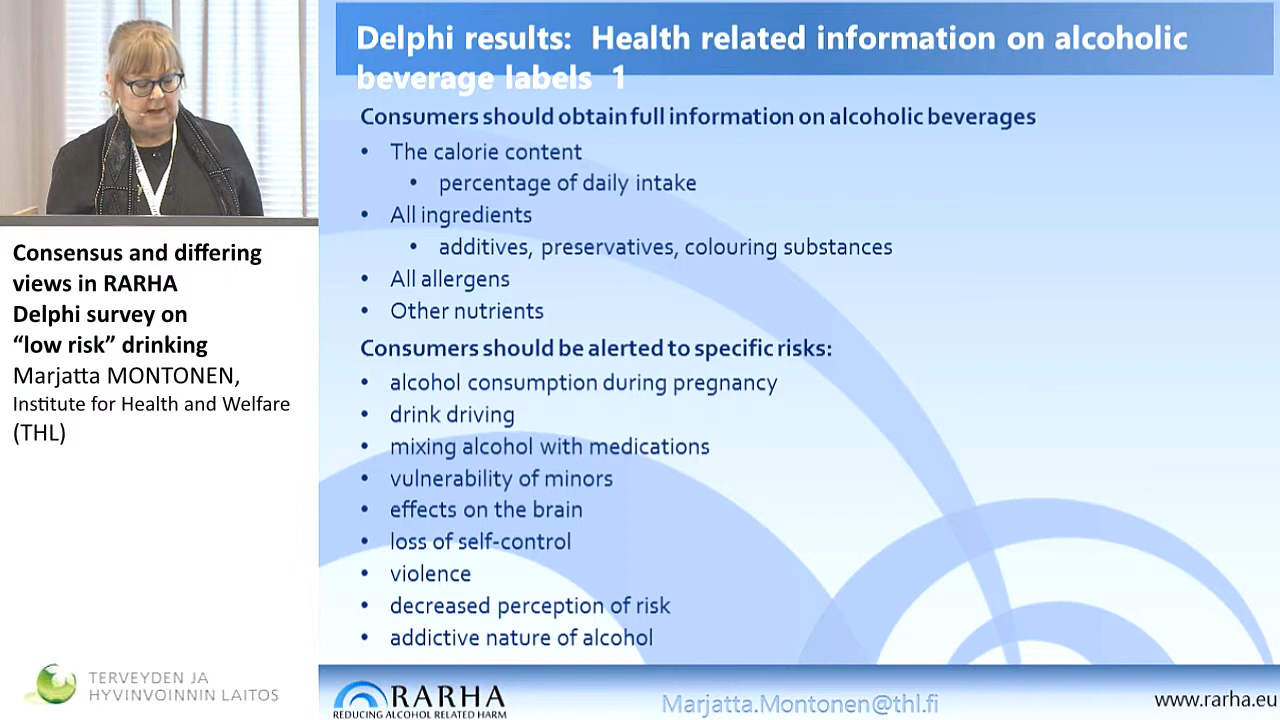 Delphi results: Health related information on alcoholic
beverage labels 1
Consumers should obtain full information on alcoholic beverages
• The calorie content
• percentage of daily intake
• All ingredients
• additives, preservatives, colouring substances
• All allergens
• Other nutrients
Consumers should be alerted to specific risks:
• alcohol consumption during pregnancy
• drink driving
• mixing alcohol with medications
• vulnerability of minors
• effects on the brain
• loss of self-control
• violence
• decreased perception of risk
• addictive nature of alcohol
Consensus and differing
views in RARHA
Delphi survey on
“low risk” drinking
Marjatta MONTONEN,
Institute for Health and Welfare
(THL)
TERVEYDEN JA
HYVINVOINNIN LAITOS
RARHA
REDUCING ALCOHOL RELATED HARM
Marjatta.Montonen@thl.fi
www.rarha.eu